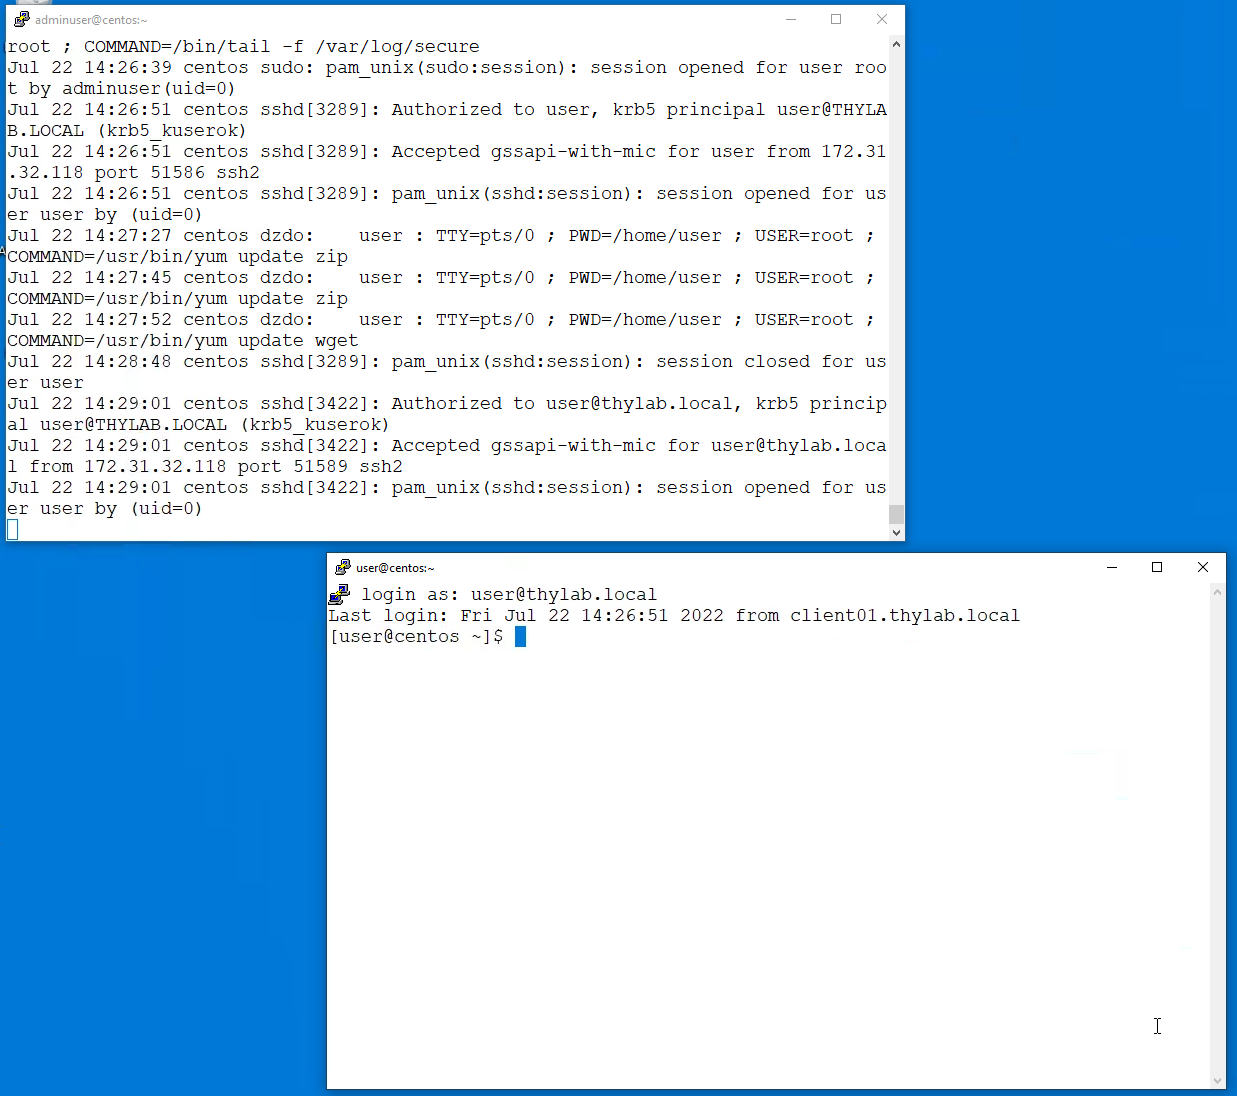 adminuser@centos:~
root ; COMMAND=/bin/tail -f /var/log/secure
Jul 22 14:26:39 centos sudo: pam_unix(sudo:session): session opened for user roo
t by adminuser(uid=0)
Jul 22 14:26:51 centos sshd[3289]: Authorized to user, krb5 principal user@THYLA
B.LOCAL (krb5_kuserok)
Jul 22 14:26:51 centos sshd[3289]: Accepted gssapi-with-mic for user from 172.31
.32.118 port 51586 ssh2
Jul 22 14:26:51 centos sshd[3289]: pam_unix(sshd:session): session opened for us
er user by (uid=0)
Jul 22 14:27:27 centos dzdo:    user : TTY=pts/0 ; PWD=/home/user ; USER=root ;
COMMAND=/usr/bin/yum update zip
Jul 22 14:27:45 centos dzdo:    user : TTY=pts/0 ; PWD=/home/user ; USER=root ;
COMMAND=/usr/bin/yum update zip
Jul 22 14:27:52 centos dzdo:    user : TTY=pts/0 ; PWD=/home/user ; USER=root ;
COMMAND=/usr/bin/yum update wget
Jul 22 14:28:48 centos sshd[3289]: pam_unix(sshd:session): session closed for us
er user
Jul 22 14:29:01 centos sshd[3422]: Authorized to user@thylab.local, krb5 princip
al user@THYLAB.LOCAL (krb5_kuserok)
Jul 22 14:29:01 centos sshd[3422]: Accepted gssapi-with-mic for user@thylab.loca
l from 172.31.32.118 port 51589 ssh2
Jul 22 14:29:01 centos sshd[3422]: pam_unix(sshd:session): session opened for us
er user by (uid=0)
user@centos:~
login as: user@thylab.local
Last login: Fri Jul 22 14:26:51 2022 from client01.thylab.local
[user@centos ~]$